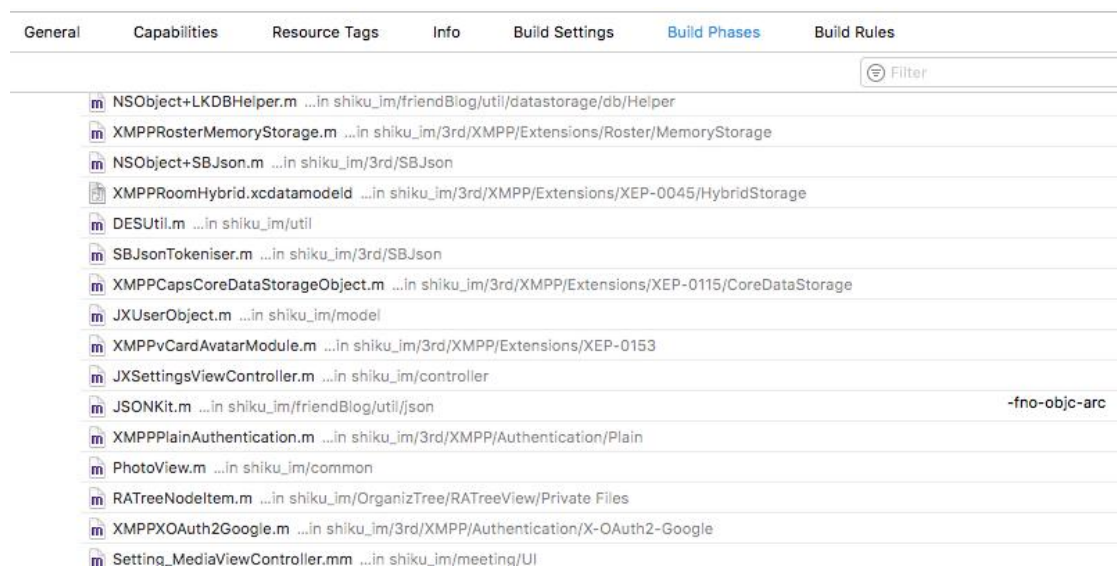 General Capabilities Resource Tags Info Build Settings Build Phases Build Rules
Filter
NSObject+LKDBHelper.m ...in shiku_im/friendBlog/util/datastorage/db/Helper
XMPPRosterMemoryStorage.m ...in shiku_im/3rd/XMPP/Extensions/Roster/MemoryStorage
NSObject+SBJson.m ...in shiku_im/3rd/SBJson
XMPPRoomHybrid.xcdatamodeld ...in shiku_im/3rd/XMPP/Extensions/XEP-0045/HybridStorage
DESUtil.m ...in shiku_im/util
SBJsonTokeniser.m ...in shiku_im/3rd/SBJson
XMPPCapsCoreDataStorageObject.m ...in shiku_im/3rd/XMPP/Extensions/XEP-0115/CoreDataStorage
JXUserObject.m ...in shiku_im/model
XMPPvCardAvatarModule.m ...in shiku_im/3rd/XMPP/Extensions/XEP-0153
JXSettingsViewController.m ...in shiku_im/controller
JSONKit.m ...in shiku_im/friendBlog/util/json -fno-objc-arc
XMPPPlainAuthentication.m ...in shiku_im/3rd/XMPP/Authentication/Plain
PhotoView.m ...in shiku_im/common
RATreeNodeItem.m ...in shiku_im/OrganizTree/RATreeView/Private Files
XMPPXOAuth2Google.m ...in shiku_im/3rd/XMPP/Authentication/X-OAuth2-Google
Setting_MediaViewController.mm ...in shiku_im/meeting/UI